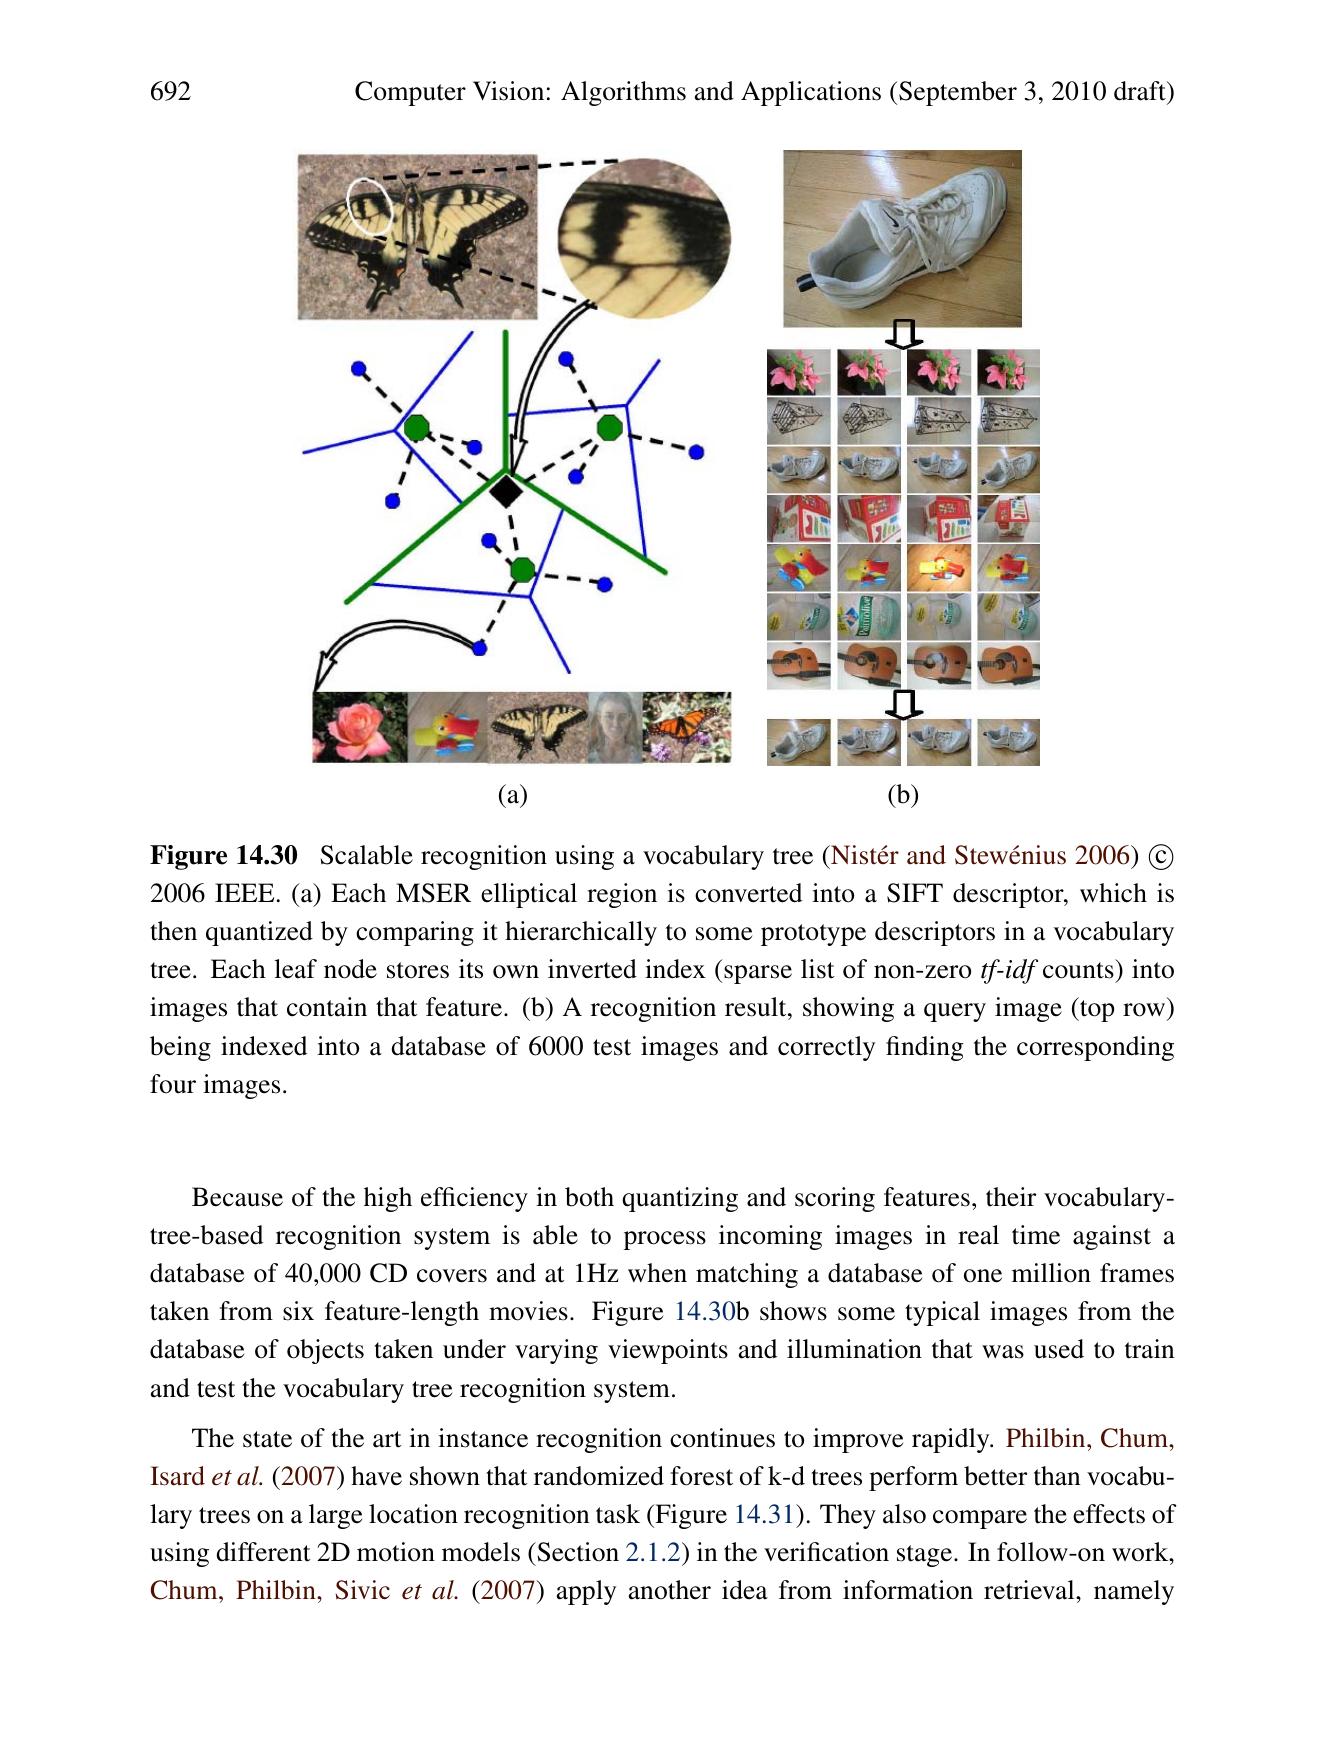 692 Computer Vision: Algorithms and Applications (September 3, 2010 draft)
(a) (b)
Figure 14.30 Scalable recognition using a vocabulary tree (Nistér and Stewénius 2006) ©
2006 IEEE. (a) Each MSER elliptical region is converted into a SIFT descriptor, which is
then quantized by comparing it hierarchically to some prototype descriptors in a vocabulary
tree. Each leaf node stores its own inverted index (sparse list of non-zero tf-idf counts) into
images that contain that feature. (b) A recognition result, showing a query image (top row)
being indexed into a database of 6000 test images and correctly finding the corresponding
four images.
Because of the high efficiency in both quantizing and scoring features, their vocabulary-
tree-based recognition system is able to process incoming images in real time against a
database of 40,000 CD covers and at 1Hz when matching a database of one million frames
taken from six feature-length movies. Figure 14.30b shows some typical images from the
database of objects taken under varying viewpoints and illumination that was used to train
and test the vocabulary tree recognition system.
The state of the art in instance recognition continues to improve rapidly. Philbin, Chum,
Isard et al. (2007) have shown that randomized forest of k-d trees perform better than vocabu-
lary trees on a large location recognition task (Figure 14.31). They also compare the effects of
using different 2D motion models (Section 2.1.2) in the verification stage. In follow-on work,
Chum, Philbin, Sivic et al. (2007) apply another idea from information retrieval, namely